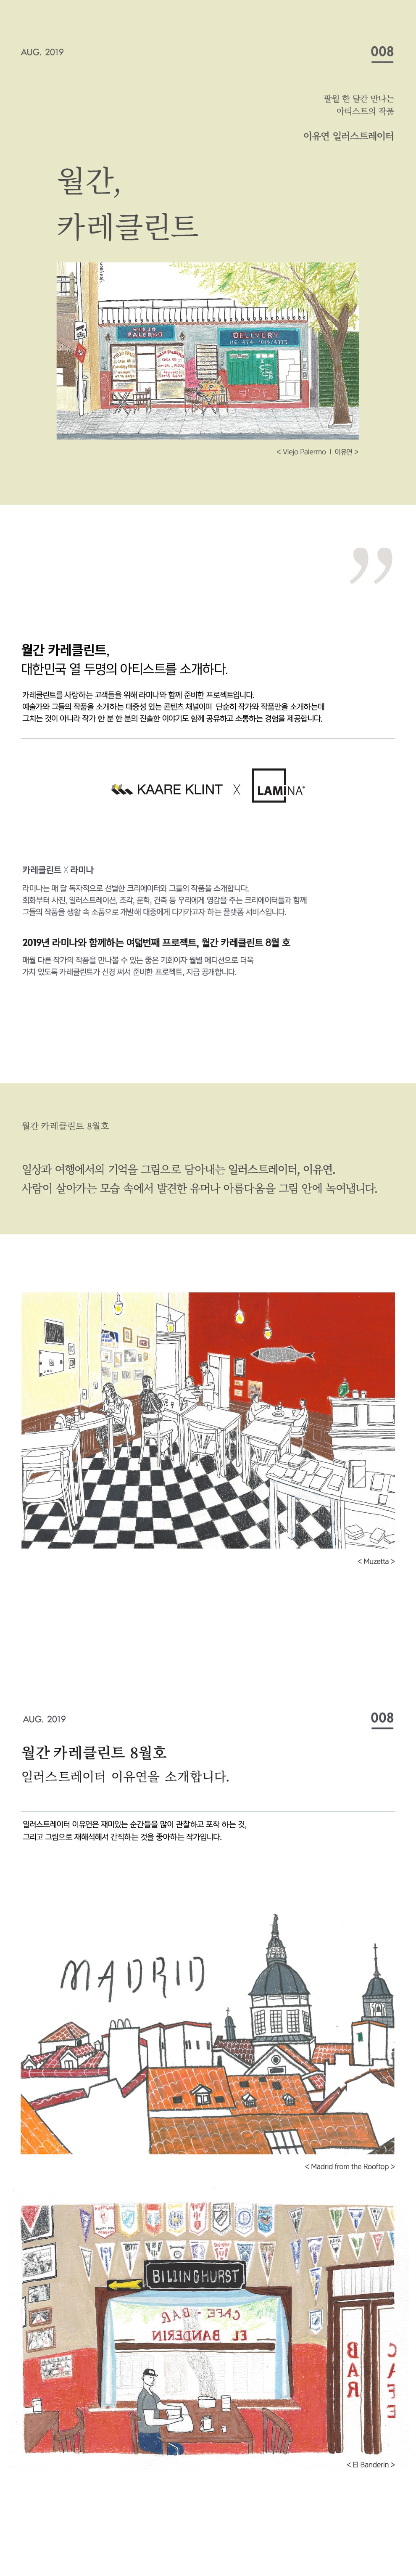 AUG. 2019
008
팔월 한 달간 만나는
아티스트의 작품
이유연 일러스트레이터
월간,
카레클린트
VIEJO
PALERMO
DELIVERY
< Viejo Palermo | 이유연 >
”
월간 카레클린트,
대한민국 열 두명의 아티스트를 소개하다.
카레클린트를 사랑하는 고객들을 위해 라미나와 함께 준비한 프로젝트입니다.
예술가와 그들의 작품을 소개하는 대중성 있는 콘텐츠 채널이며 단순히 작가와 작품만을 소개하는데
그치는 것이 아니라 작가 한 분 한 분의 진솔한 이야기도 함께 공유하고 소통하는 경험을 제공합니다.
KAARE KLINT X LAMINA
카레클린트 X 라미나
라미나는 매 달 독자적으로 선별한 크리에이터와 그들의 작품을 소개합니다.
회화부터 사진, 일러스트레이션, 조각, 문학, 건축 등 우리에게 영감을 주는 크리에이터들과 함께
그들의 작품을 생활 속 소품으로 개발해 대중에게 다가가고자 하는 플랫폼 서비스입니다.
2019년 라미나와 함께하는 여덟번째 프로젝트, 월간 카레클린트 8월 호
매월 다른 작가의 작품을 만나볼 수 있는 좋은 기회이자 월별 에디션으로 더욱
가치 있도록 카레클린트가 신경 써서 준비한 프로젝트, 지금 공개합니다.
월간 카레클린트 8월호
일상과 여행에서의 기억을 그림으로 담아내는 일러스트레이터, 이유연.
사람이 살아가는 모습 속에서 발견한 유머나 아름다움을 그림 안에 녹여냅니다.
< Muzetta >
AUG. 2019
008
월간 카레클린트 8월호
일러스트레이터 이유연을 소개합니다.
일러스트레이터 이유연은 재미있는 순간들을 많이 관찰하고 포착 하는 것,
그리고 그림으로 재해석해서 간직하는 것을 좋아하는 작가입니다.
MADRID
< Madrid from the Rooftop >
BILLINGHURST
CAFE-BAR
EL BANDERIN
< El Banderin >